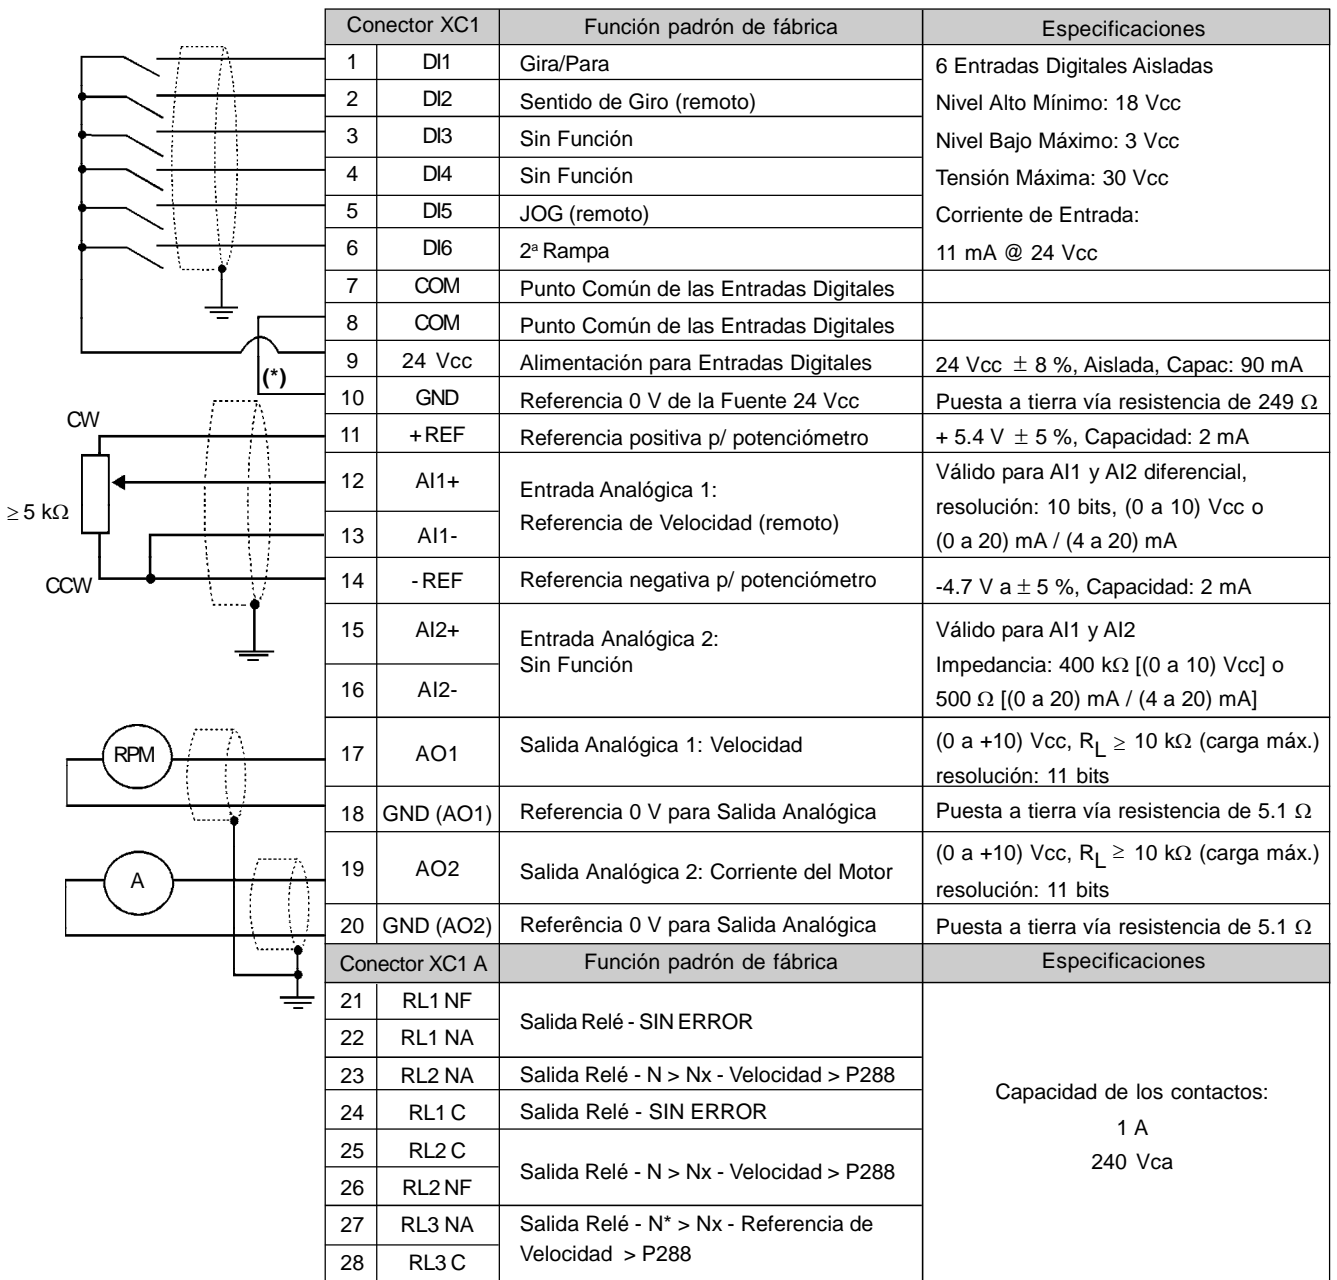 Conector XC1 Función padrón de fábrica Especificaciones
1 DI1 Gira/Para 6 Entradas Digitales Aisladas
2 DI2 Sentido de Giro (remoto) Nivel Alto Mínimo: 18 Vcc
3 DI3 Sin Función Nivel Bajo Máximo: 3 Vcc
4 DI4 Sin Función Tensión Máxima: 30 Vcc
5 DI5 JOG (remoto) Corriente de Entrada:
6 DI6 2ª Rampa 11 mA @ 24 Vcc
7 COM Punto Común de las Entradas Digitales
8 COM Punto Común de las Entradas Digitales
9 24 Vcc Alimentación para Entradas Digitales 24 Vcc ± 8 %, Aislada, Capac: 90 mA
(*)
10 GND Referencia 0 V de la Fuente 24 Vcc Puesta a tierra vía resistencia de 249 Ω
CW
11 +REF Referencia positiva p/ potenciómetro + 5.4 V ± 5 %, Capacidad: 2 mA
12 AI1+ Entrada Analógica 1: Válido para AI1 y AI2 diferencial,
≥ 5 kΩ
resolución: 10 bits, (0 a 10) Vcc o
13 AI1- Referencia de Velocidad (remoto) (0 a 20) mA / (4 a 20) mA
CCW
14 -REF Referencia negativa p/ potenciómetro -4.7 V a ± 5 %, Capacidad: 2 mA
15 AI2+ Entrada Analógica 2: Válido para AI1 y AI2
Sin Función Impedancia: 400 kΩ [(0 a 10) Vcc] o
16 AI2- 500 Ω [(0 a 20) mA / (4 a 20) mA]
RPM
17 AO1 Salida Analógica 1: Velocidad (0 a +10) Vcc, RL ≥ 10 kΩ (carga máx.)
resolución: 11 bits
18 GND (AO1) Referencia 0 V para Salida Analógica Puesta a tierra vía resistencia de 5.1 Ω
A
19 AO2 Salida Analógica 2: Corriente del Motor (0 a +10) Vcc, RL ≥ 10 kΩ (carga máx.)
resolución: 11 bits
20 GND (AO2) Referência 0 V para Salida Analógica Puesta a tierra vía resistencia de 5.1 Ω
Conector XC1 A Función padrón de fábrica Especificaciones
21 RL1 NF Salida Relé - SIN ERROR
22 RL1 NA
23 RL2 NA Salida Relé - N > Nx - Velocidad > P288
24 RL1 C Salida Relé - SIN ERROR
Capacidad de los contactos:
1 A
240 Vca
25 RL2 C Salida Relé - N > Nx - Velocidad > P288
26 RL2 NF
27 RL3 NA Salida Relé - N* > Nx - Referencia de
28 RL3 C Velocidad > P288